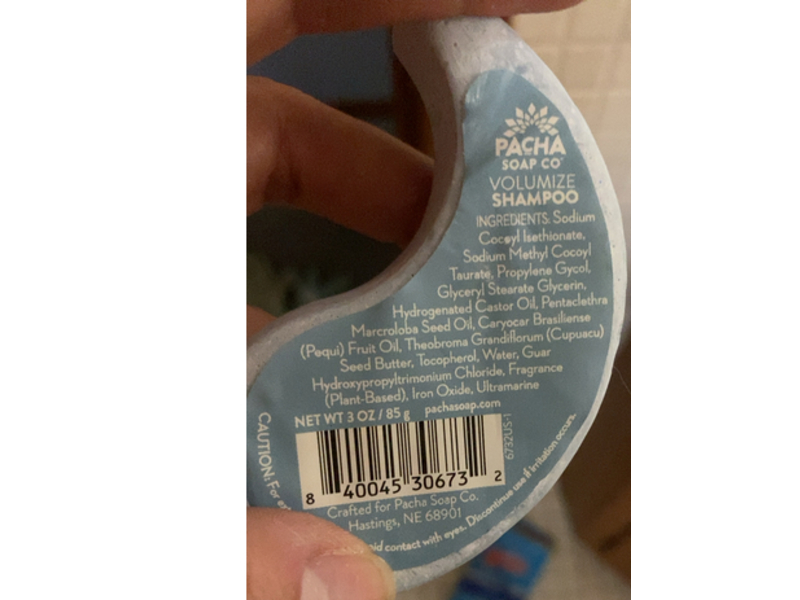 PACHA
SOAP CO
VOLUMIZE
SHAMPOO
INGREDIENTS: Sodium
Cocoyl Isethionate,
Sodium Methyl Cocoyl
Taurate, Propylene Gycol,
Glyceryl Stearate Glycerin,
Hydrogenated Castor Oil, Pentaclethra
Marcroloba Seed Oil, Caryocar Brasiliense
(Pequi) Fruit Oil, Theobroma Grandiflorum (Cupuacu)
Seed Butter, Tocopherol, Water, Guar
Hydroxypropyltrimonium Chloride, Fragrance
(Plant-Based), Iron Oxide, Ultramarine
NET WT 3 OZ / 85 g pachasoap.com
6732US-1
8 40045 30673 2
Crafted for Pacha Soap Co.
Hastings, NE 68901
CAUTION: For
contact with eyes. Discontinue use if irritation occurs.